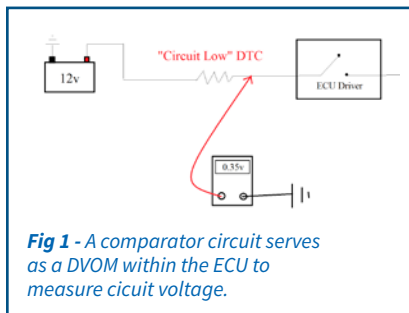 "Circuit Low" DTC
12v
ECU Driver
0.35v
Fig 1 - A comparator circuit serves
as a DVOM within the ECU to
measure cicuit voltage.